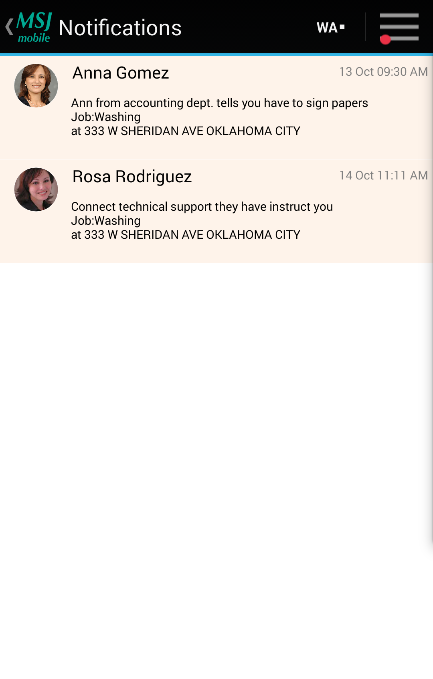 MSJ
mobile
Notifications
WA
Anna Gomez
13 Oct 09:30 AM
Ann from accounting dept. tells you have to sign papers
Job:Washing
at 333 W SHERIDAN AVE OKLAHOMA CITY
Rosa Rodriguez
14 Oct 11:11 AM
Connect technical support they have instruct you
Job:Washing
at 333 W SHERIDAN AVE OKLAHOMA CITY